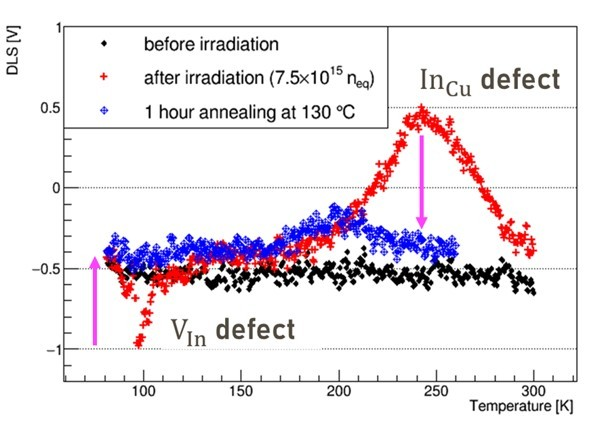 DLS [V]
1
before irradiation
after irradiation (7.5×10¹⁵ nₑq)
1 hour annealing at 130 °C
In_Cu defect
0.5
0
−0.5
V_In defect
−1
100 150 200 250 300
Temperature [K]